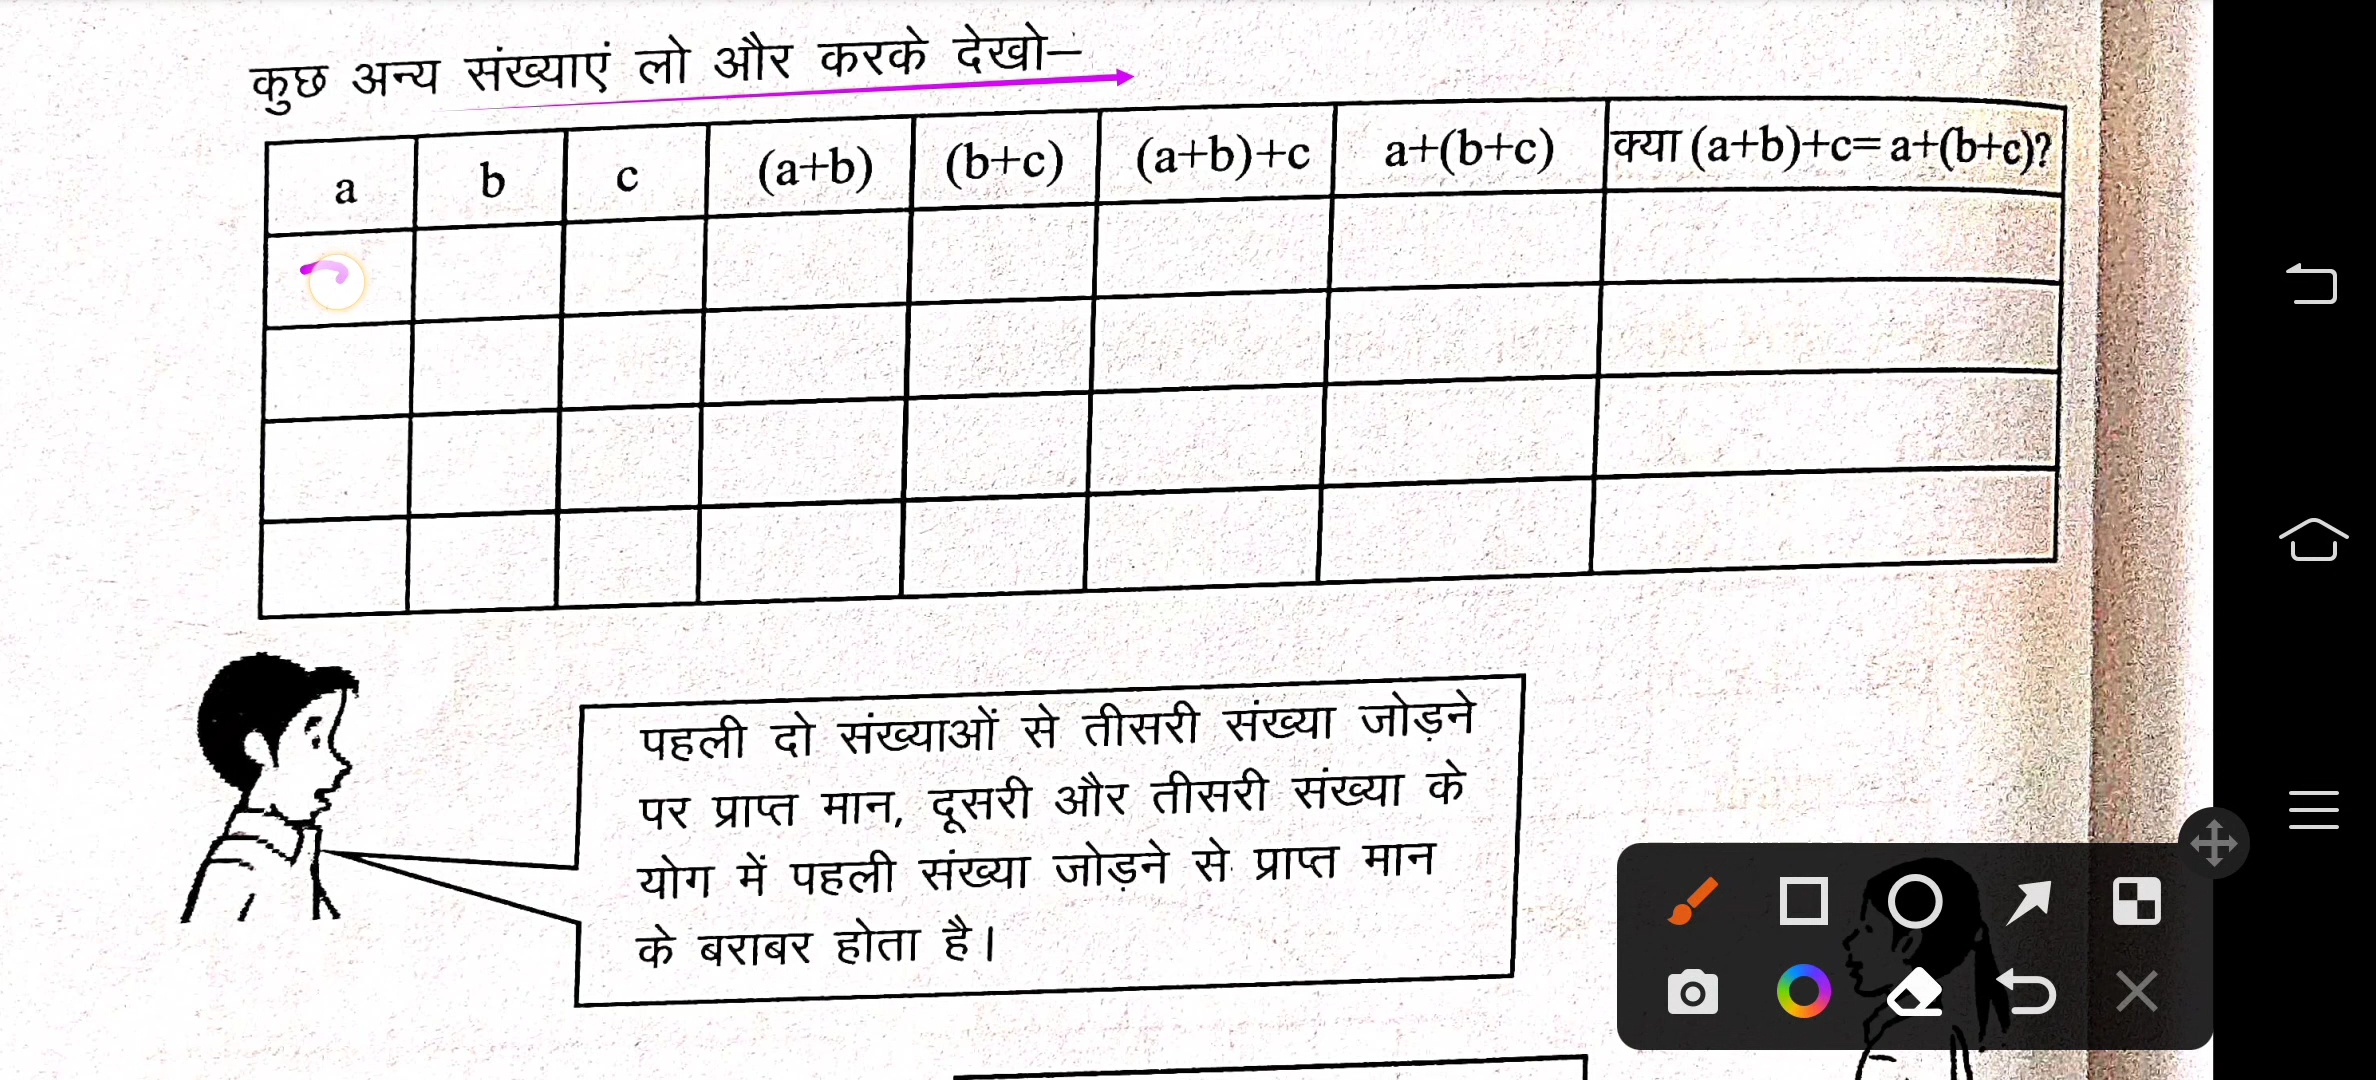 कुछ अन्य संख्याएं लो और करके देखो–
a b c (a+b) (b+c) (a+b)+c a+(b+c) क्या (a+b)+c= a+(b+c)?
पहली दो संख्याओं से तीसरी संख्या जोड़ने
पर प्राप्त मान, दूसरी और तीसरी संख्या के
योग में पहली संख्या जोड़ने से प्राप्त मान
के बराबर होता है।